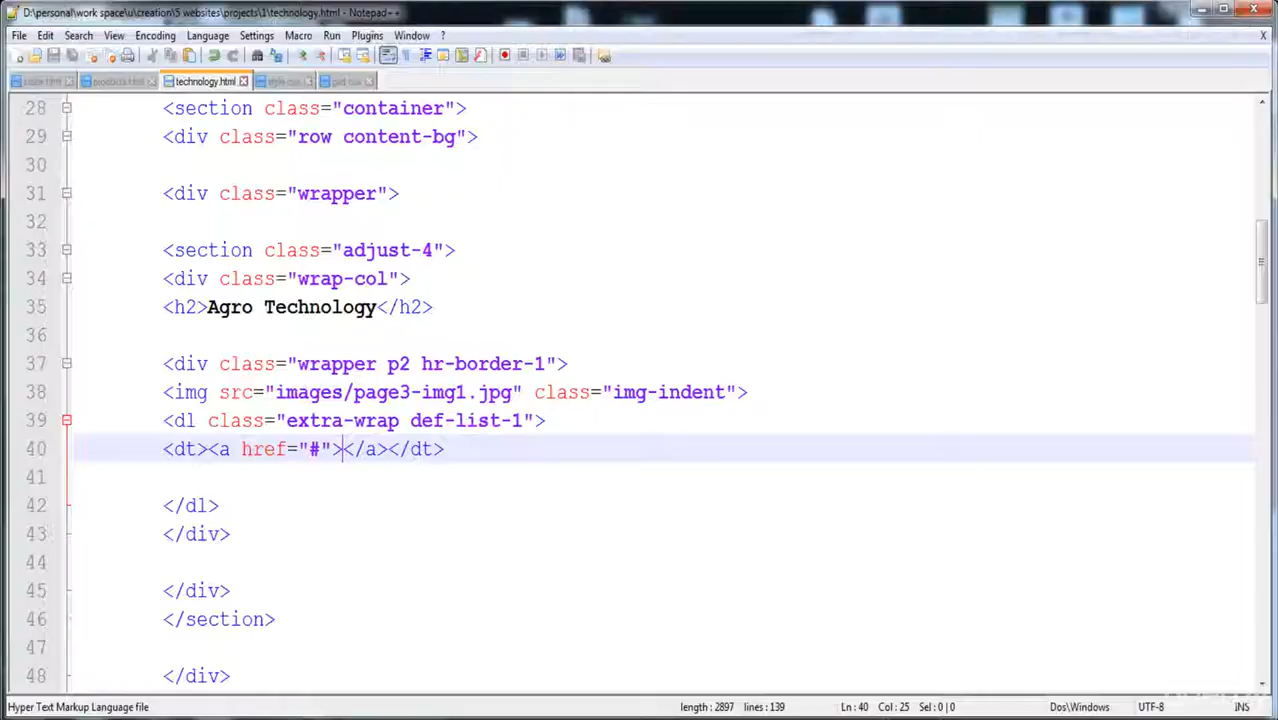 D:\personal\work space\u\creation\5 websites\projects\1\technology.html - Notepad++
File Edit Search View Encoding Language Settings Macro Run Plugins Window ? X
technology.html
28 <section class="container">
29 <div class="row content-bg">
30
31 <div class="wrapper">
32
33 <section class="adjust-4">
34 <div class="wrap-col">
35 <h2>Agro Technology</h2>
36
37 <div class="wrapper p2 hr-border-1">
38 <img src="images/page3-img1.jpg" class="img-indent">
39 <dl class="extra-wrap def-list-1">
40 <dt><a href="#"></a></dt>
41
42 </dl>
43 </div>
44
45 </div>
46 </section>
47
48 </div>
Hyper Text Markup Language file length : 2897 lines : 139 Ln : 40 Col : 25 Sel : 0 | 0 Dos\Windows UTF-8 INS